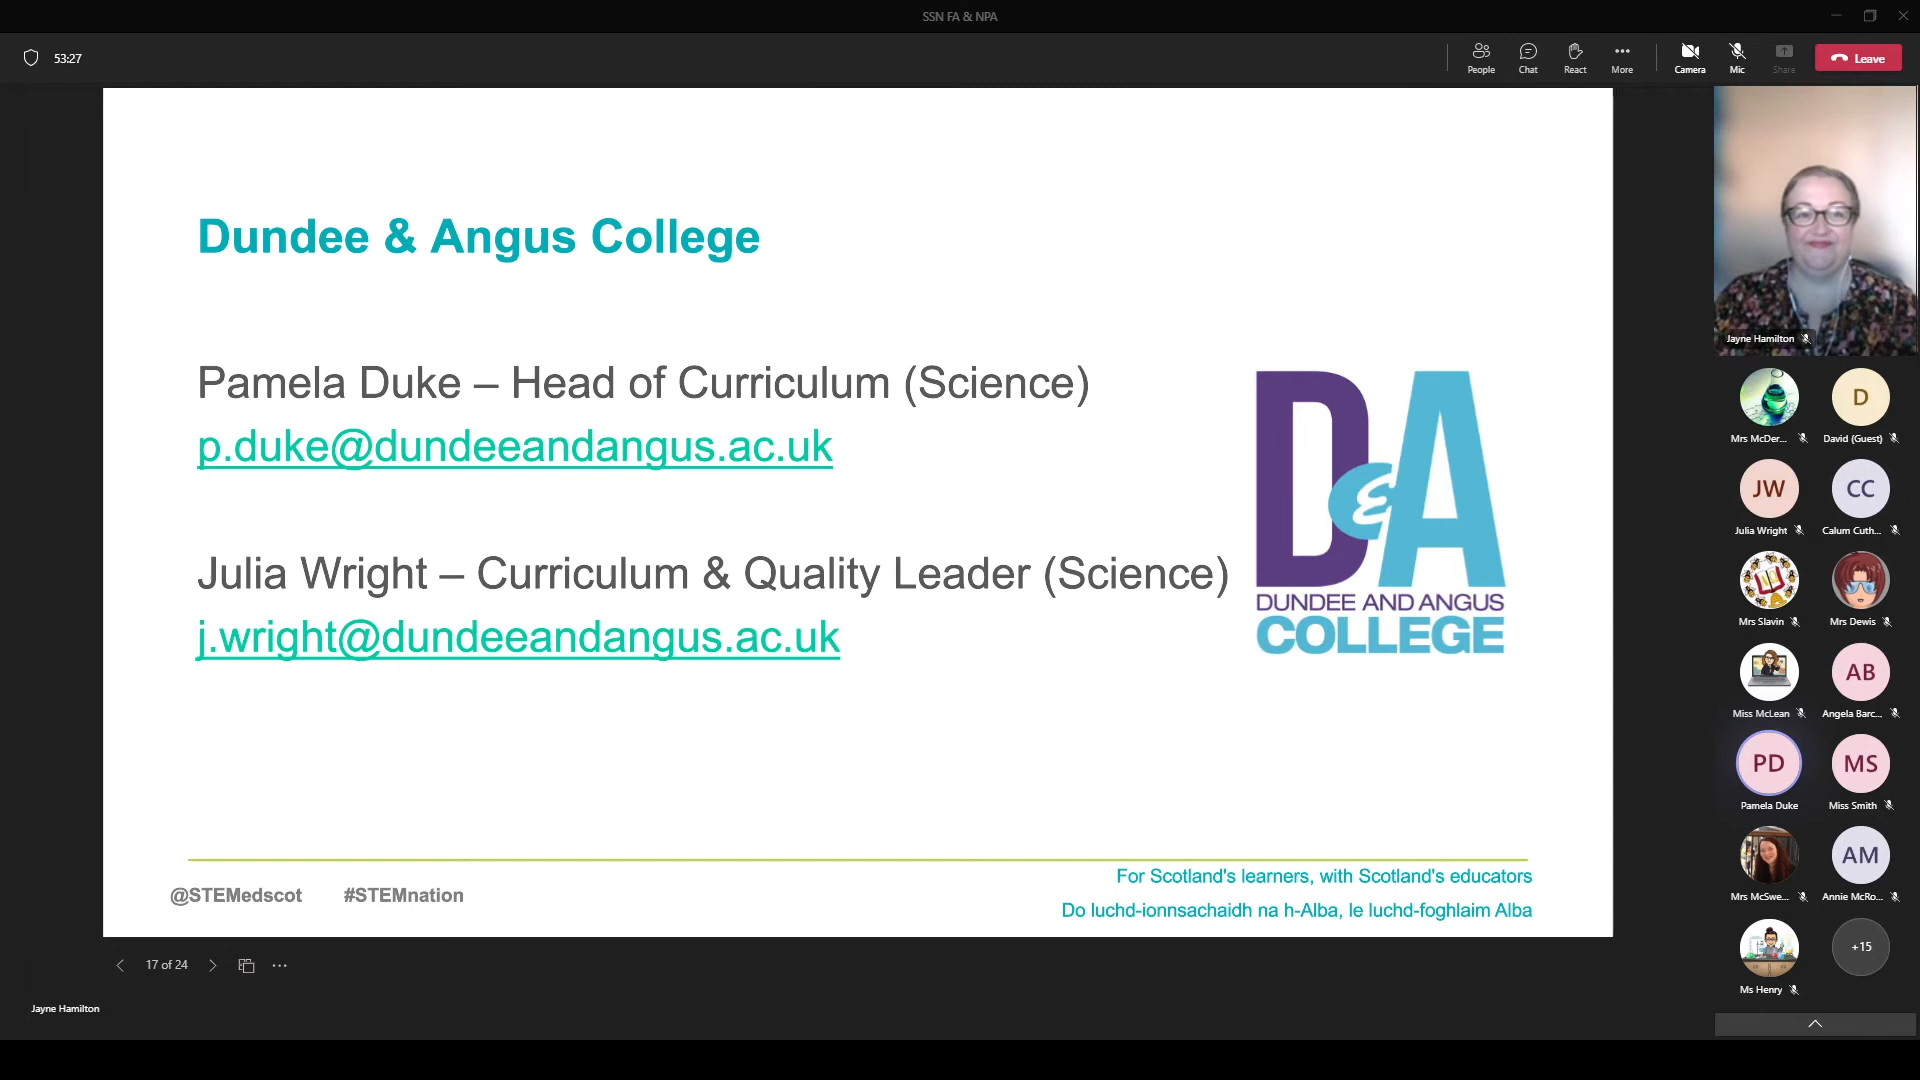 SSN FA & NPA
53:27
People
Chat
React
More
Camera
Mic
Share
Leave
Dundee & Angus College
Pamela Duke – Head of Curriculum (Science)
p.duke@dundeeandangus.ac.uk
Julia Wright – Curriculum & Quality Leader (Science)
j.wright@dundeeandangus.ac.uk
D&A
DUNDEE AND ANGUS
COLLEGE
@STEMedscot #STEMnation
For Scotland's learners, with Scotland's educators
Do luchd-ionnsachaidh na h-Alba, le luchd-foghlaim Alba
17 of 24
Jayne Hamilton
Jayne Hamilton
Mrs McDer...
D
David (Guest)
JW
Julia Wright
CC
Calum Cuth...
Mrs Slavin
Mrs Dewis
Miss McLean
AB
Angela Barc...
PD
Pamela Duke
MS
Miss Smith
Mrs McSwe...
AM
Annie McRo...
Ms Henry
+15